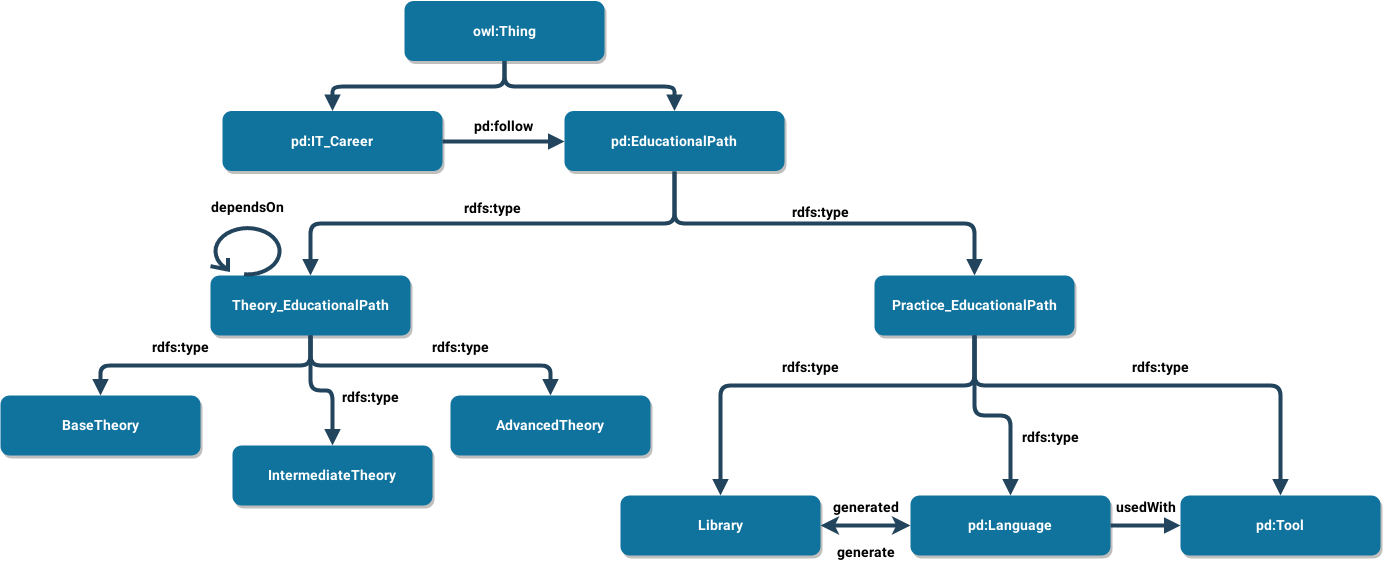 owl:Thing
pd:IT_Career
pd:follow
pd:EducationalPath
dependsOn
rdfs:type
rdfs:type
Theory_EducationalPath
Practice_EducationalPath
rdfs:type
rdfs:type
rdfs:type
rdfs:type
rdfs:type
BaseTheory
AdvancedTheory
rdfs:type
IntermediateTheory
Library
generated
generate
pd:Language
usedWith
pd:Tool